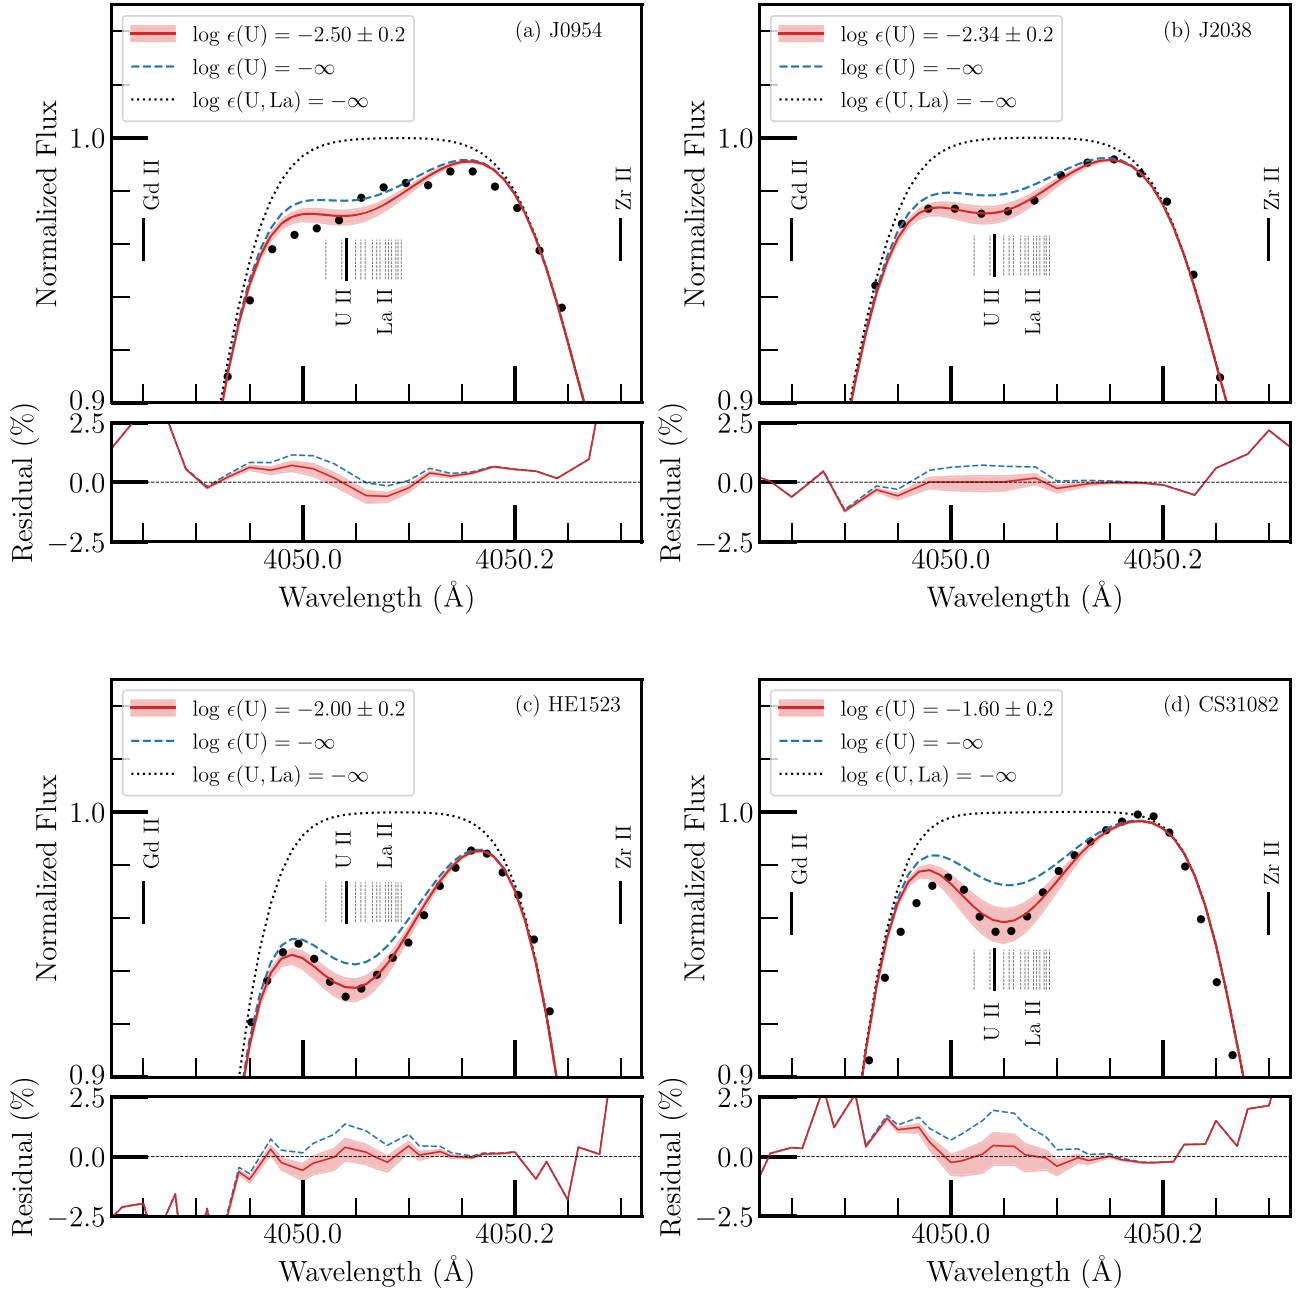 log ϵ(U) = −2.50 ± 0.2
log ϵ(U) = −∞
log ϵ(U, La) = −∞
(a) J0954
Normalized Flux
1.0
0.9
Gd II
U II
La II
Zr II
Residual (%)
2.5
0.0
−2.5
4050.0
4050.2
Wavelength (Å)
log ϵ(U) = −2.34 ± 0.2
log ϵ(U) = −∞
log ϵ(U, La) = −∞
(b) J2038
Normalized Flux
1.0
0.9
Gd II
U II
La II
Zr II
Residual (%)
2.5
0.0
−2.5
4050.0
4050.2
Wavelength (Å)
log ϵ(U) = −2.00 ± 0.2
log ϵ(U) = −∞
log ϵ(U, La) = −∞
(c) HE1523
Normalized Flux
1.0
0.9
Gd II
U II
La II
Zr II
Residual (%)
2.5
0.0
−2.5
4050.0
4050.2
Wavelength (Å)
log ϵ(U) = −1.60 ± 0.2
log ϵ(U) = −∞
log ϵ(U, La) = −∞
(d) CS31082
Normalized Flux
1.0
0.9
Gd II
U II
La II
Zr II
Residual (%)
2.5
0.0
−2.5
4050.0
4050.2
Wavelength (Å)